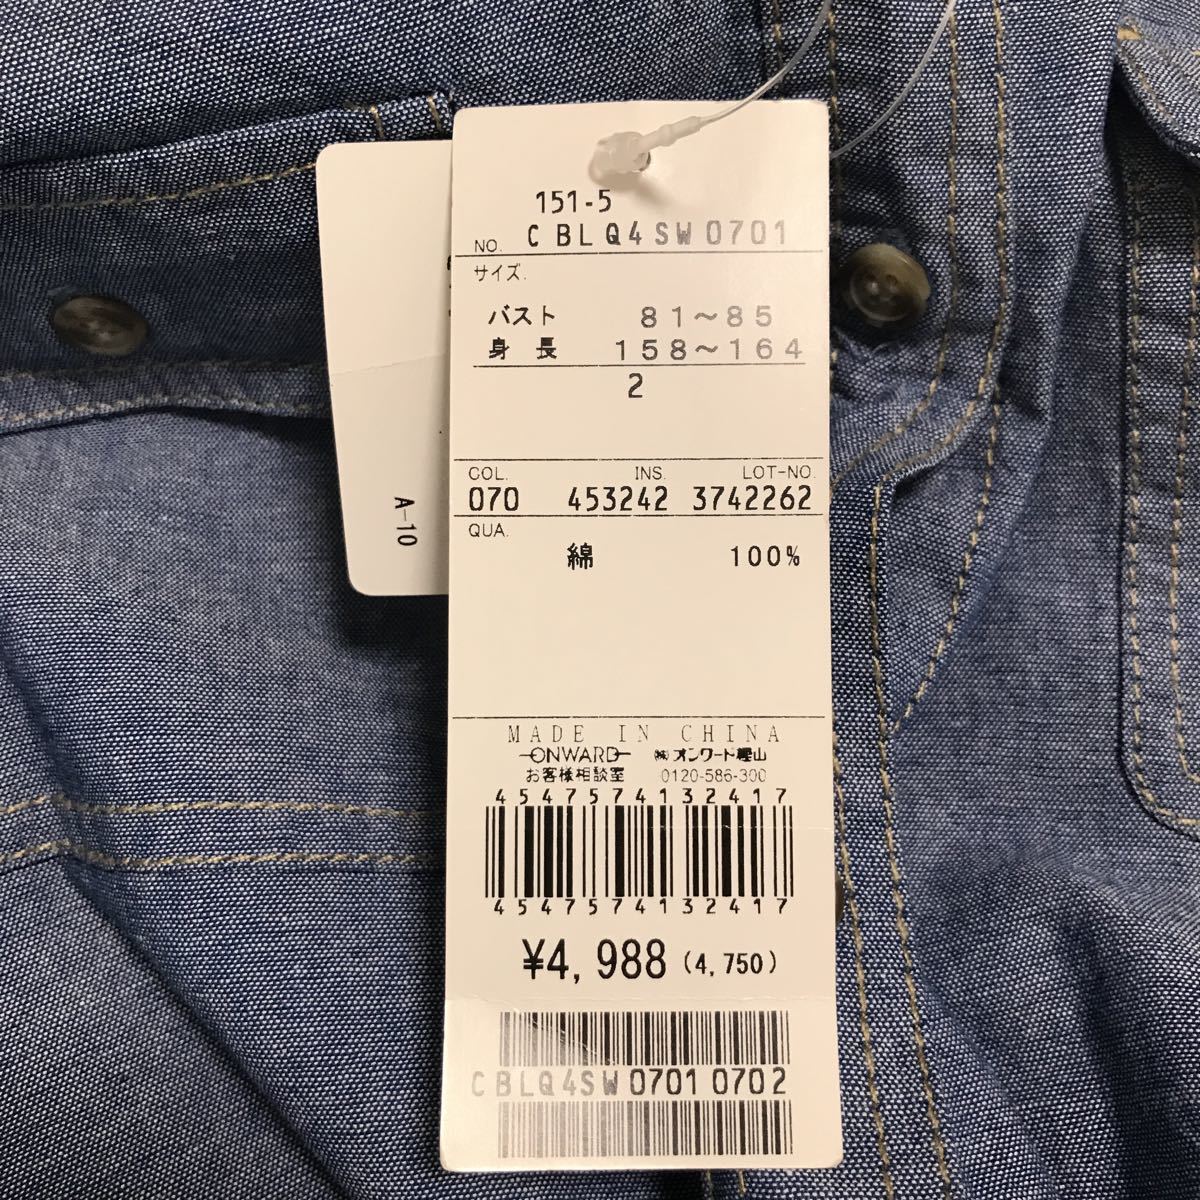 151-5
NO. CBLQ4SW0701
サイズ.
バスト 81～85
身長 158～164
2
COL. INS. LOT-NO.
070 453242 3742262
QUA.
綿 100%
MADE IN CHINA
ONWARD ㈱オンワード樫山
お客様相談室 0120-586-300
4547574132417
4547574132417
¥4,988 (4,750)
CBLQ4SW07010702
A-10